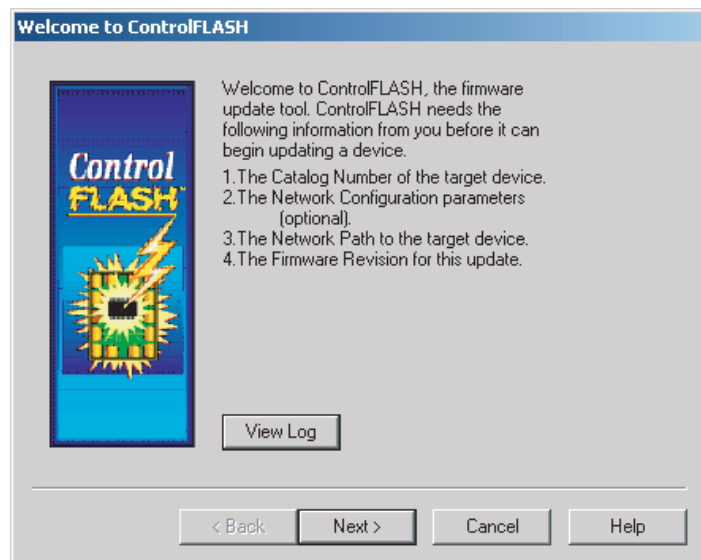 Welcome to ControlFLASH
Control
FLASH™
Welcome to ControlFLASH, the firmware
update tool. ControlFLASH needs the
following information from you before it can
begin updating a device.
1.The Catalog Number of the target device.
2.The Network Configuration parameters
(optional).
3.The Network Path to the target device.
4.The Firmware Revision for this update.
View Log
< Back
Next >
Cancel
Help